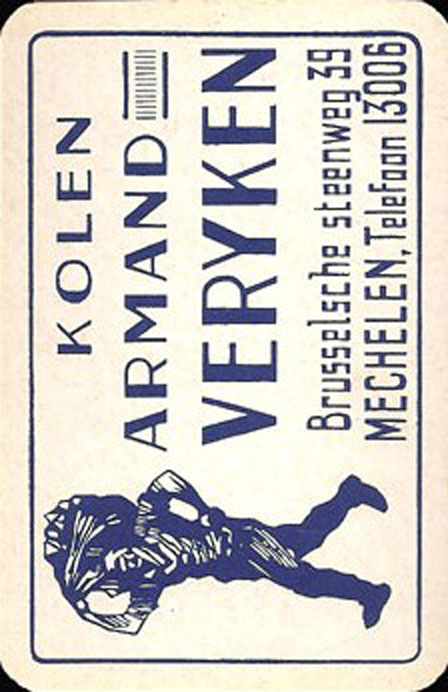 KOLEN
ARMAND
VERYKEN
Brusselsche steenweg 39
MECHELEN, Telefoon 13006